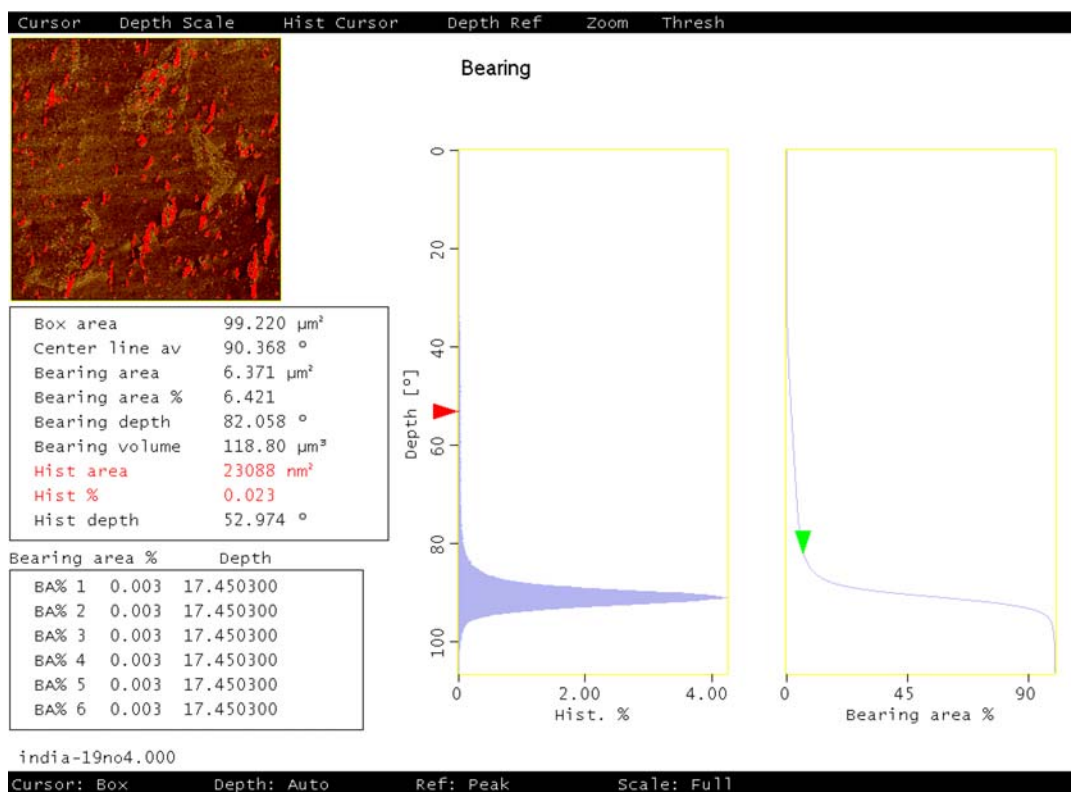 Cursor Depth Scale Hist Cursor Depth Ref Zoom Thresh
Bearing
Box area 99.220 µm²
Center line av 90.368 °
Bearing area 6.371 µm²
Bearing area % 6.421
Bearing depth 82.058 °
Bearing volume 118.80 µm³
Hist area 23088 nm²
Hist % 0.023
Hist depth 52.974 °
Bearing area % Depth
BA% 1 0.003 17.450300
BA% 2 0.003 17.450300
BA% 3 0.003 17.450300
BA% 4 0.003 17.450300
BA% 5 0.003 17.450300
BA% 6 0.003 17.450300
india-19no4.000
Depth [°]
0
20
40
60
80
100
0 2.00 4.00
Hist. %
0 45 90
Bearing area %
Cursor: Box Depth: Auto Ref: Peak Scale: Full